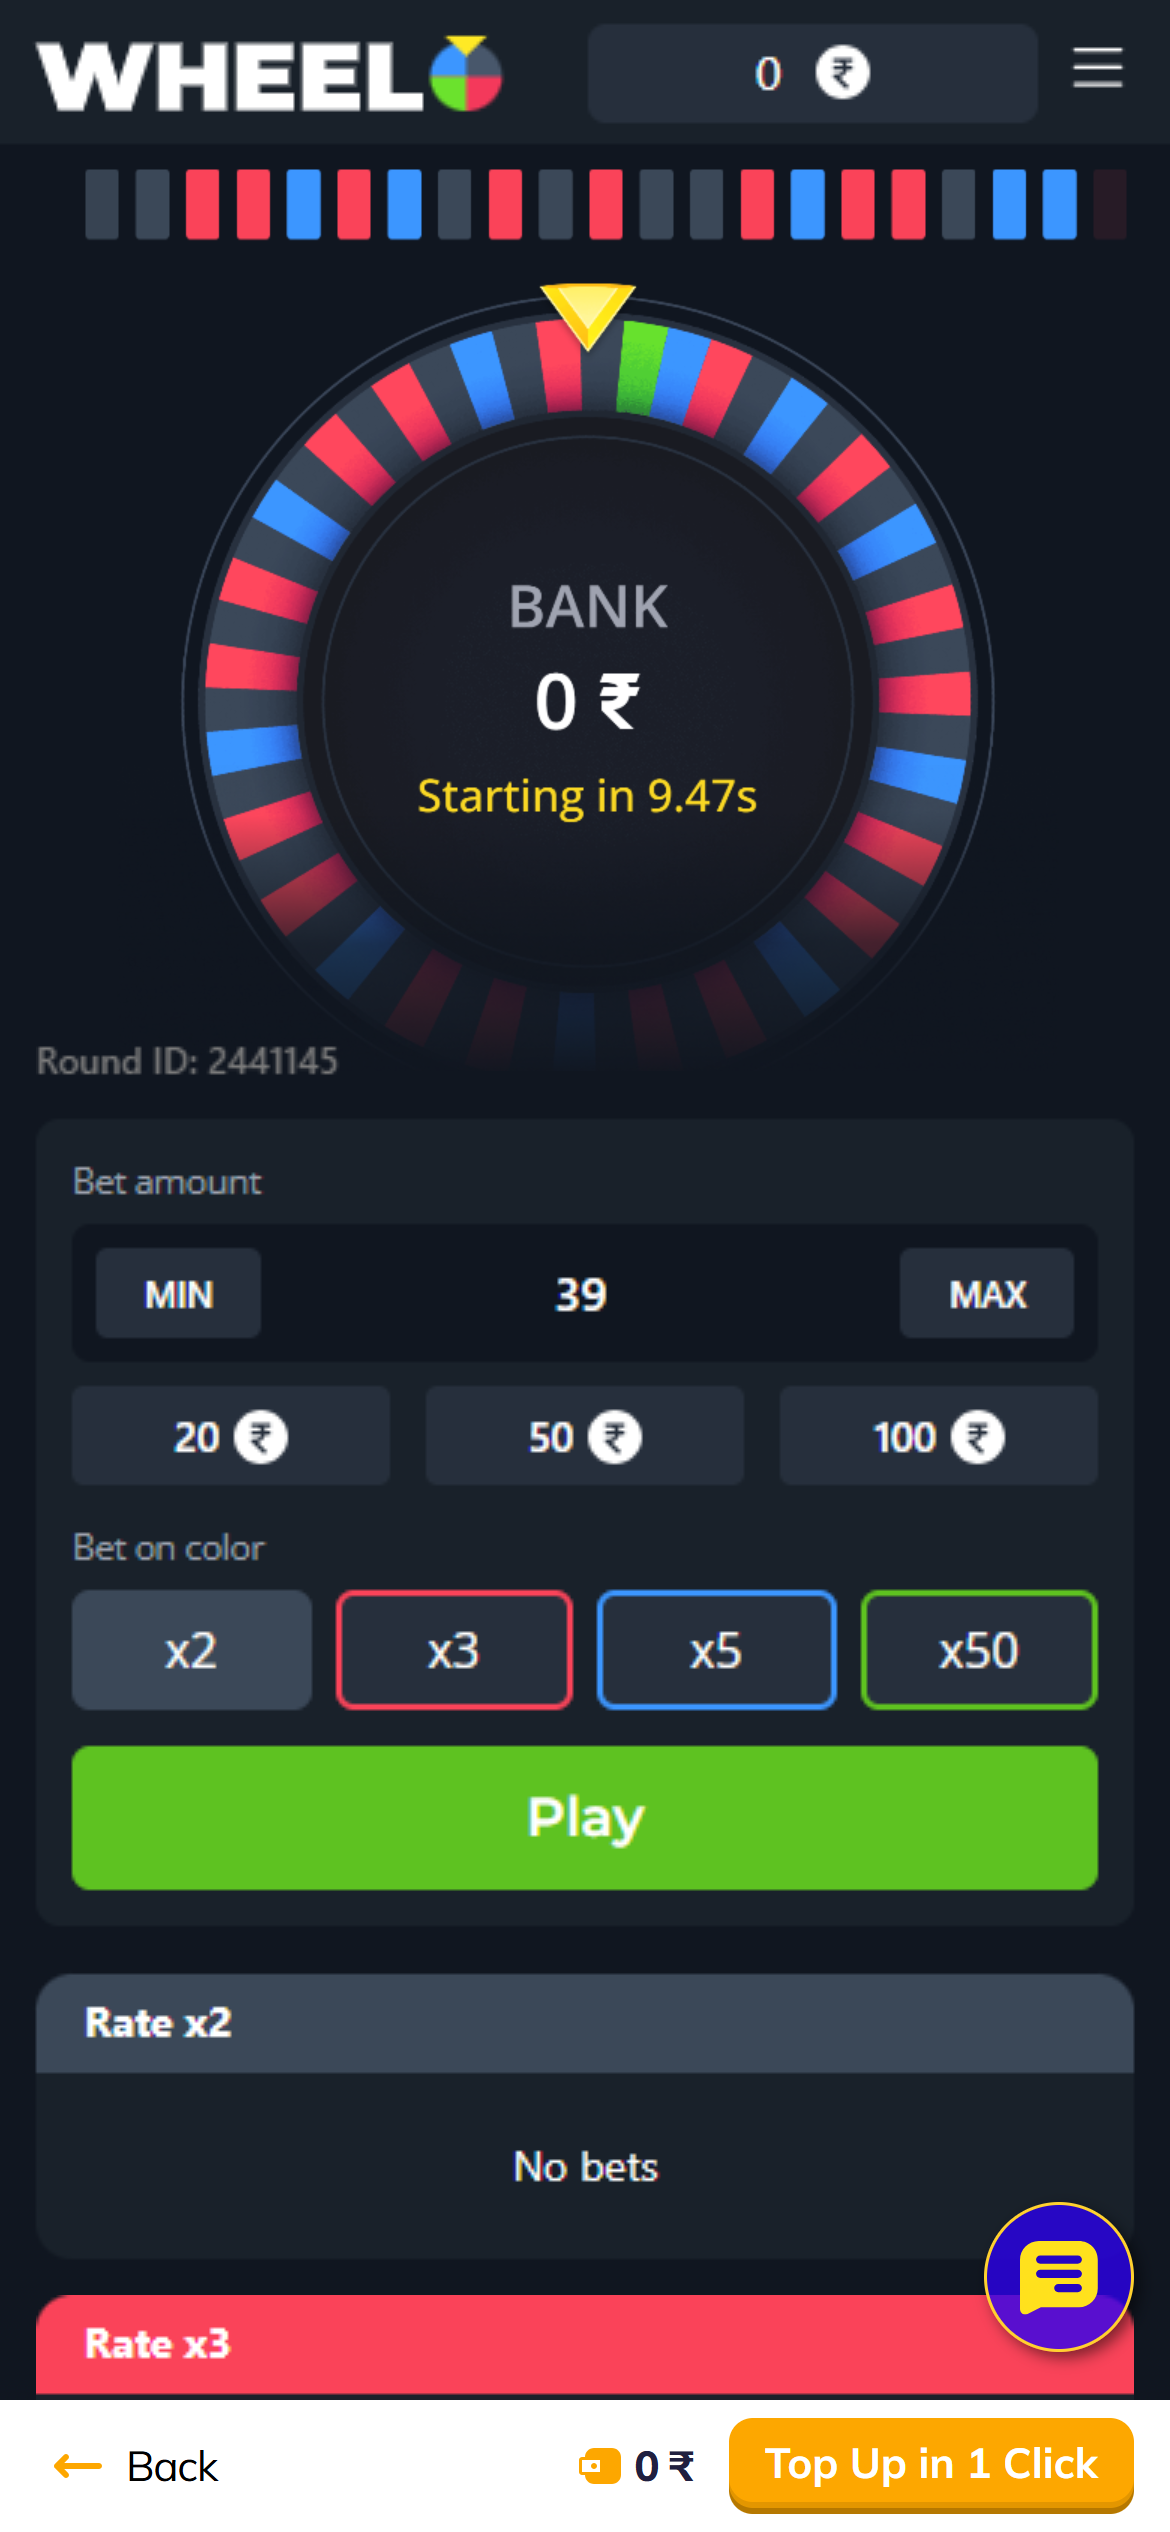 WHEEL
0 ₹
BANK
0 ₹
Starting in 9.47s
Round ID: 2441145
Bet amount
MIN 39 MAX
20 ₹ 50 ₹ 100 ₹
Bet on color
x2 x3 x5 x50
Play
Rate x2
No bets
Rate x3
Back 0 ₹ Top Up in 1 Click